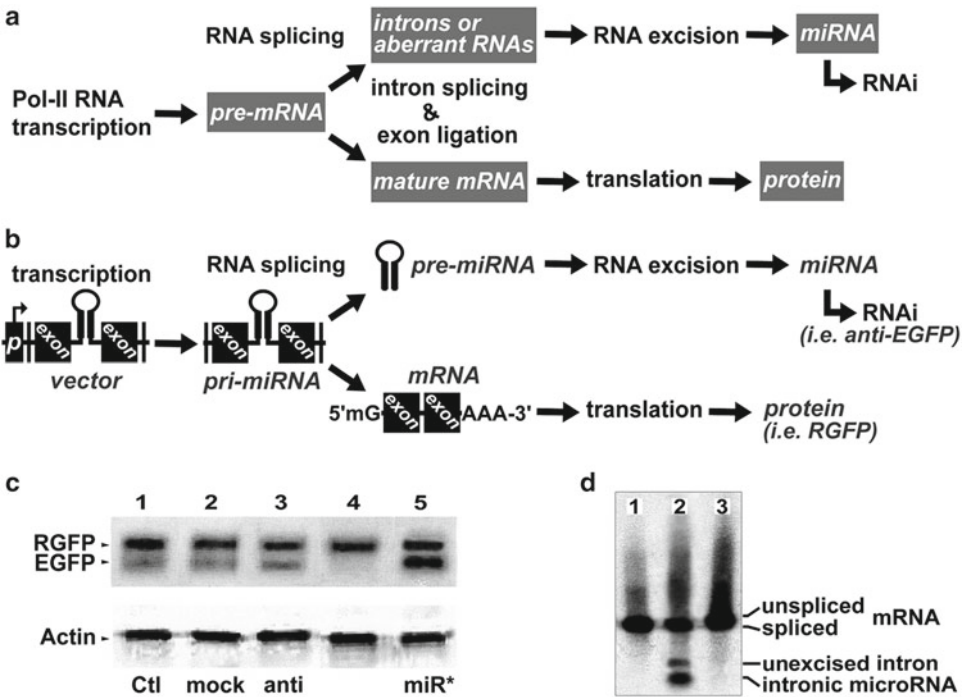 a
RNA splicing
introns or
aberrant RNAs
RNA excision
miRNA
RNAi
Pol-II RNA
transcription
pre-mRNA
intron splicing
&
exon ligation
mature mRNA
translation
protein
b
transcription
RNA splicing
pre-miRNA
RNA excision
miRNA
RNAi
(i.e. anti-EGFP)
p
exon
exon
exon
exon
vector
pri-miRNA
mRNA
5'mG
exon
exon
AAA-3'
translation
protein
(i.e. RGFP)
c
1 2 3 4 5
RGFP
EGFP
Actin
Ctl mock anti miR*
d
1 2 3
unspliced
spliced
mRNA
unexcised intron
intronic microRNA